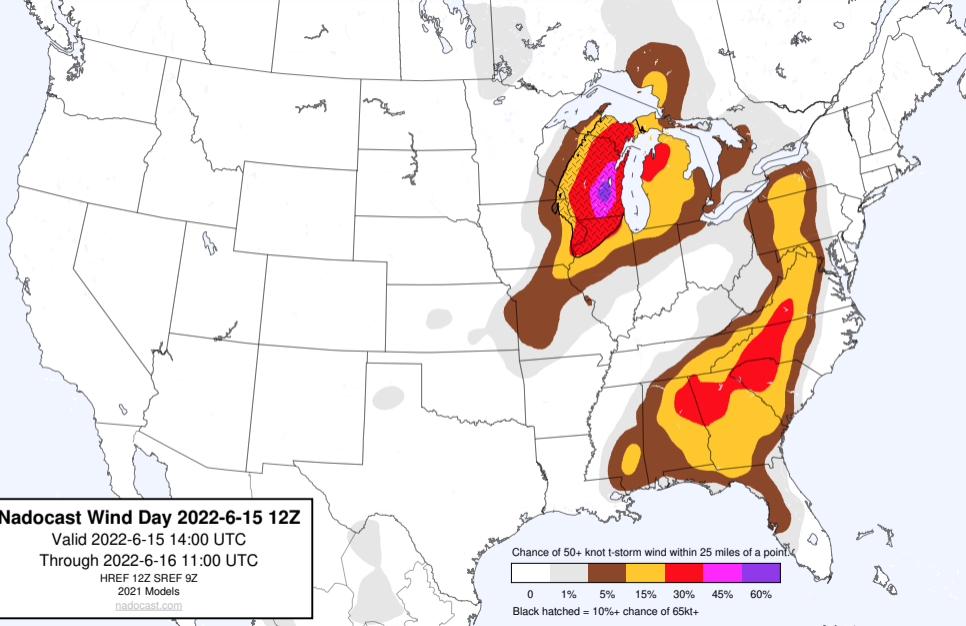 Nadocast Wind Day 2022-6-15 12Z
Valid 2022-6-15 14:00 UTC
Through 2022-6-16 11:00 UTC
HREF 12Z SREF 9Z
2021 Models
nadocast.com
Chance of 50+ knot t-storm wind within 25 miles of a point.
0 1% 5% 15% 30% 45% 60%
Black hatched = 10%+ chance of 65kt+